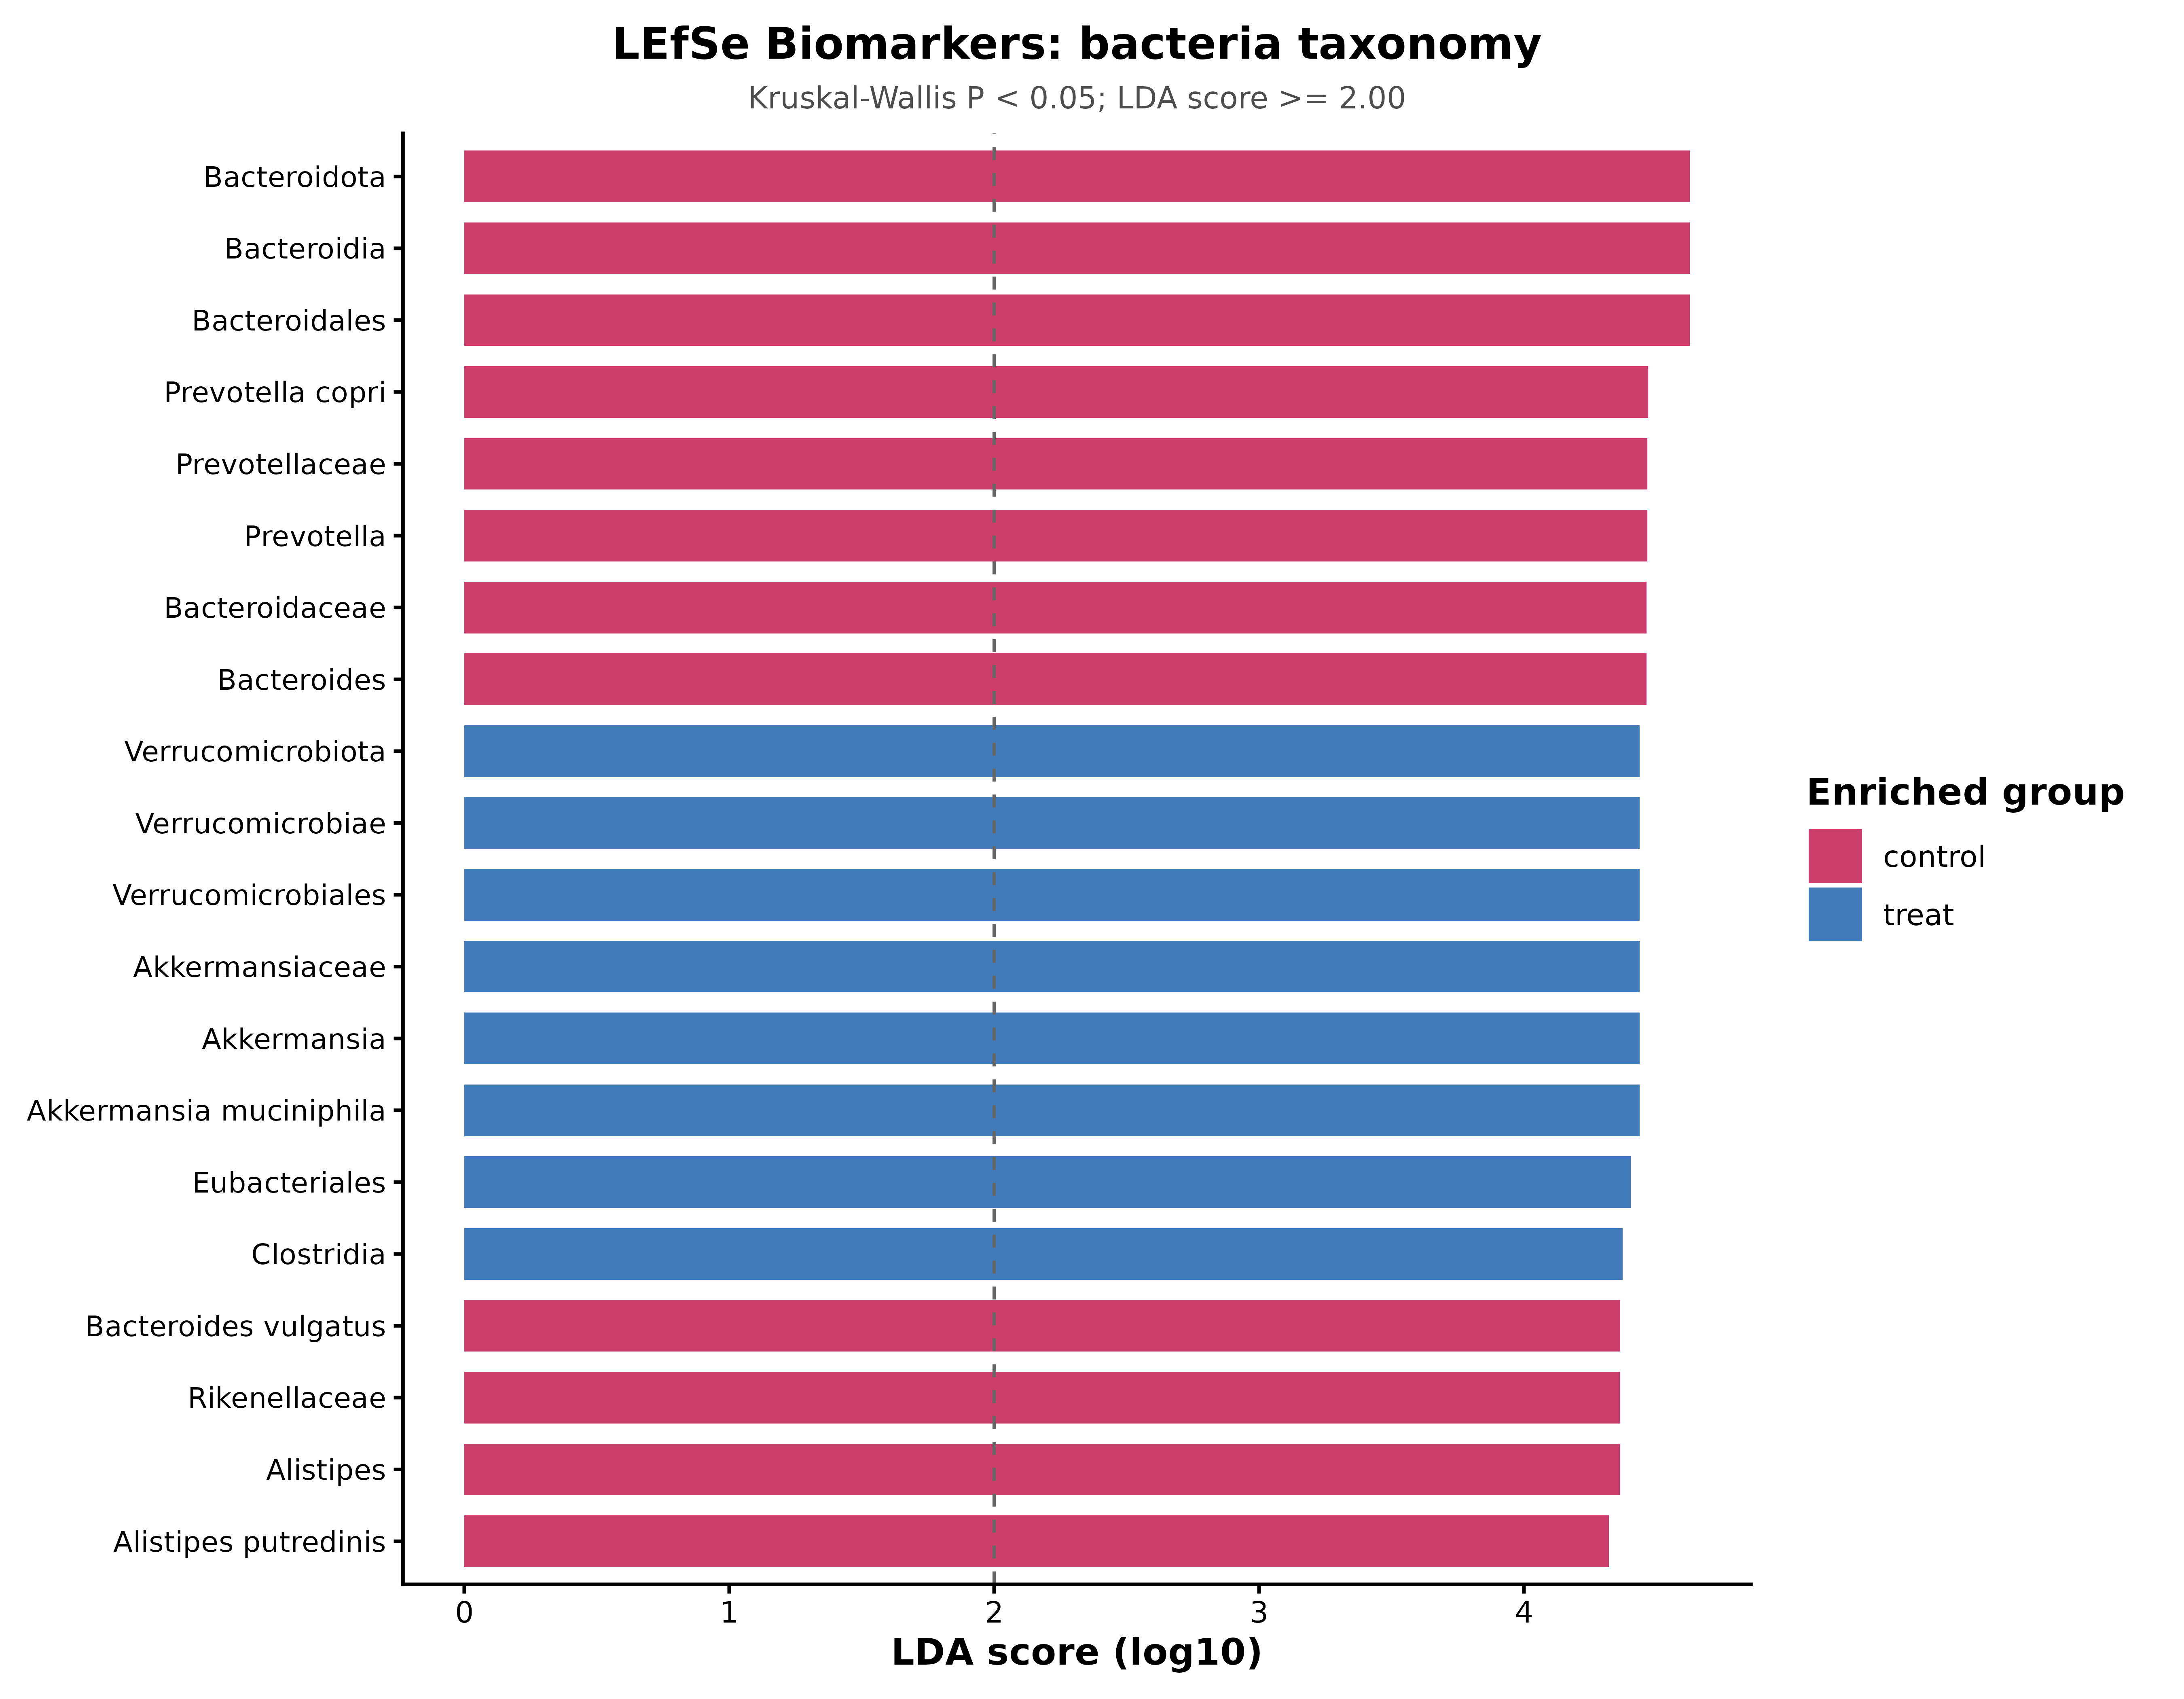 LEfSe Biomarkers: bacteria taxonomy
Kruskal-Wallis P < 0.05; LDA score >= 2.00
Bacteroidota
Bacteroidia
Bacteroidales
Prevotella copri
Prevotellaceae
Prevotella
Bacteroidaceae
Bacteroides
Verrucomicrobiota
Verrucomicrobiae
Verrucomicrobiales
Akkermansiaceae
Akkermansia
Akkermansia muciniphila
Eubacteriales
Clostridia
Bacteroides vulgatus
Rikenellaceae
Alistipes
Alistipes putredinis
0 1 2 3 4
LDA score (log10)
Enriched group
control
treat